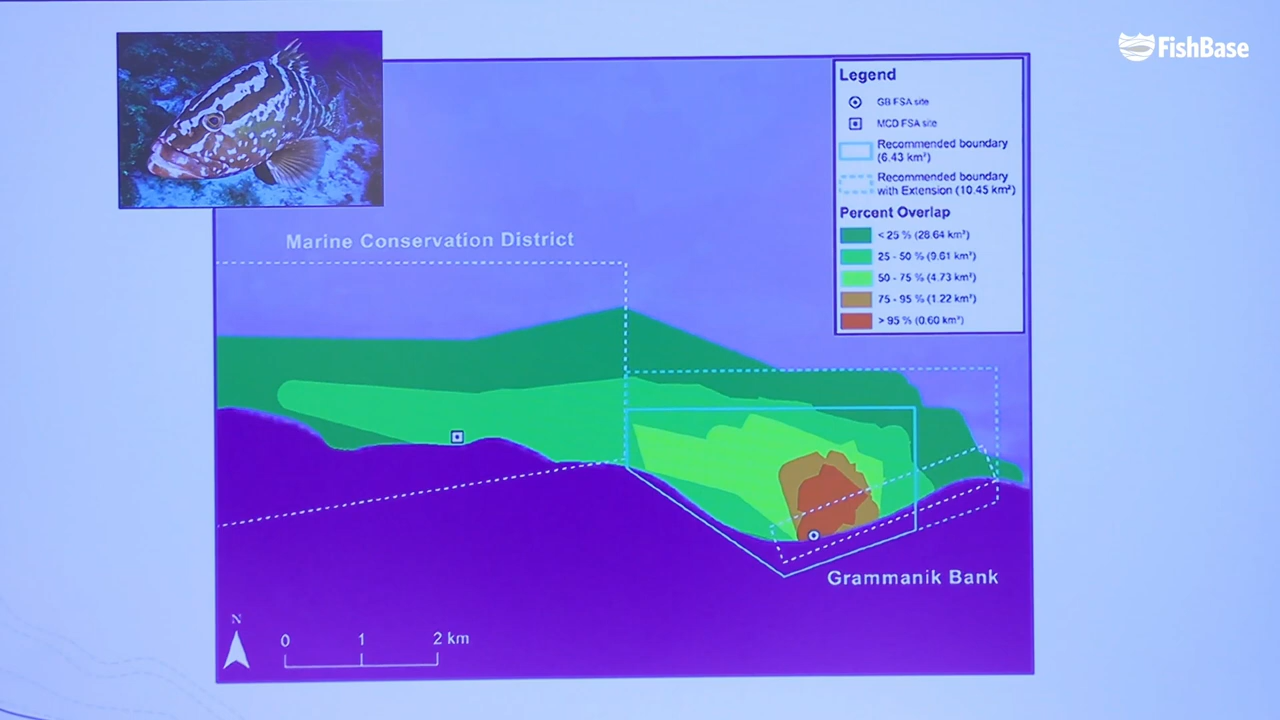 FishBase
Legend
GB FSA site
MCD FSA site
Recommended boundary
(6.43 km²)
Recommended boundary
with Extension (10.45 km²)
Percent Overlap
< 25 % (28.64 km²)
25 - 50 % (9.61 km²)
50 - 75 % (4.73 km²)
75 - 95 % (1.22 km²)
> 95 % (0.60 km²)
Marine Conservation District
Grammanik Bank
N
0 1 2 km